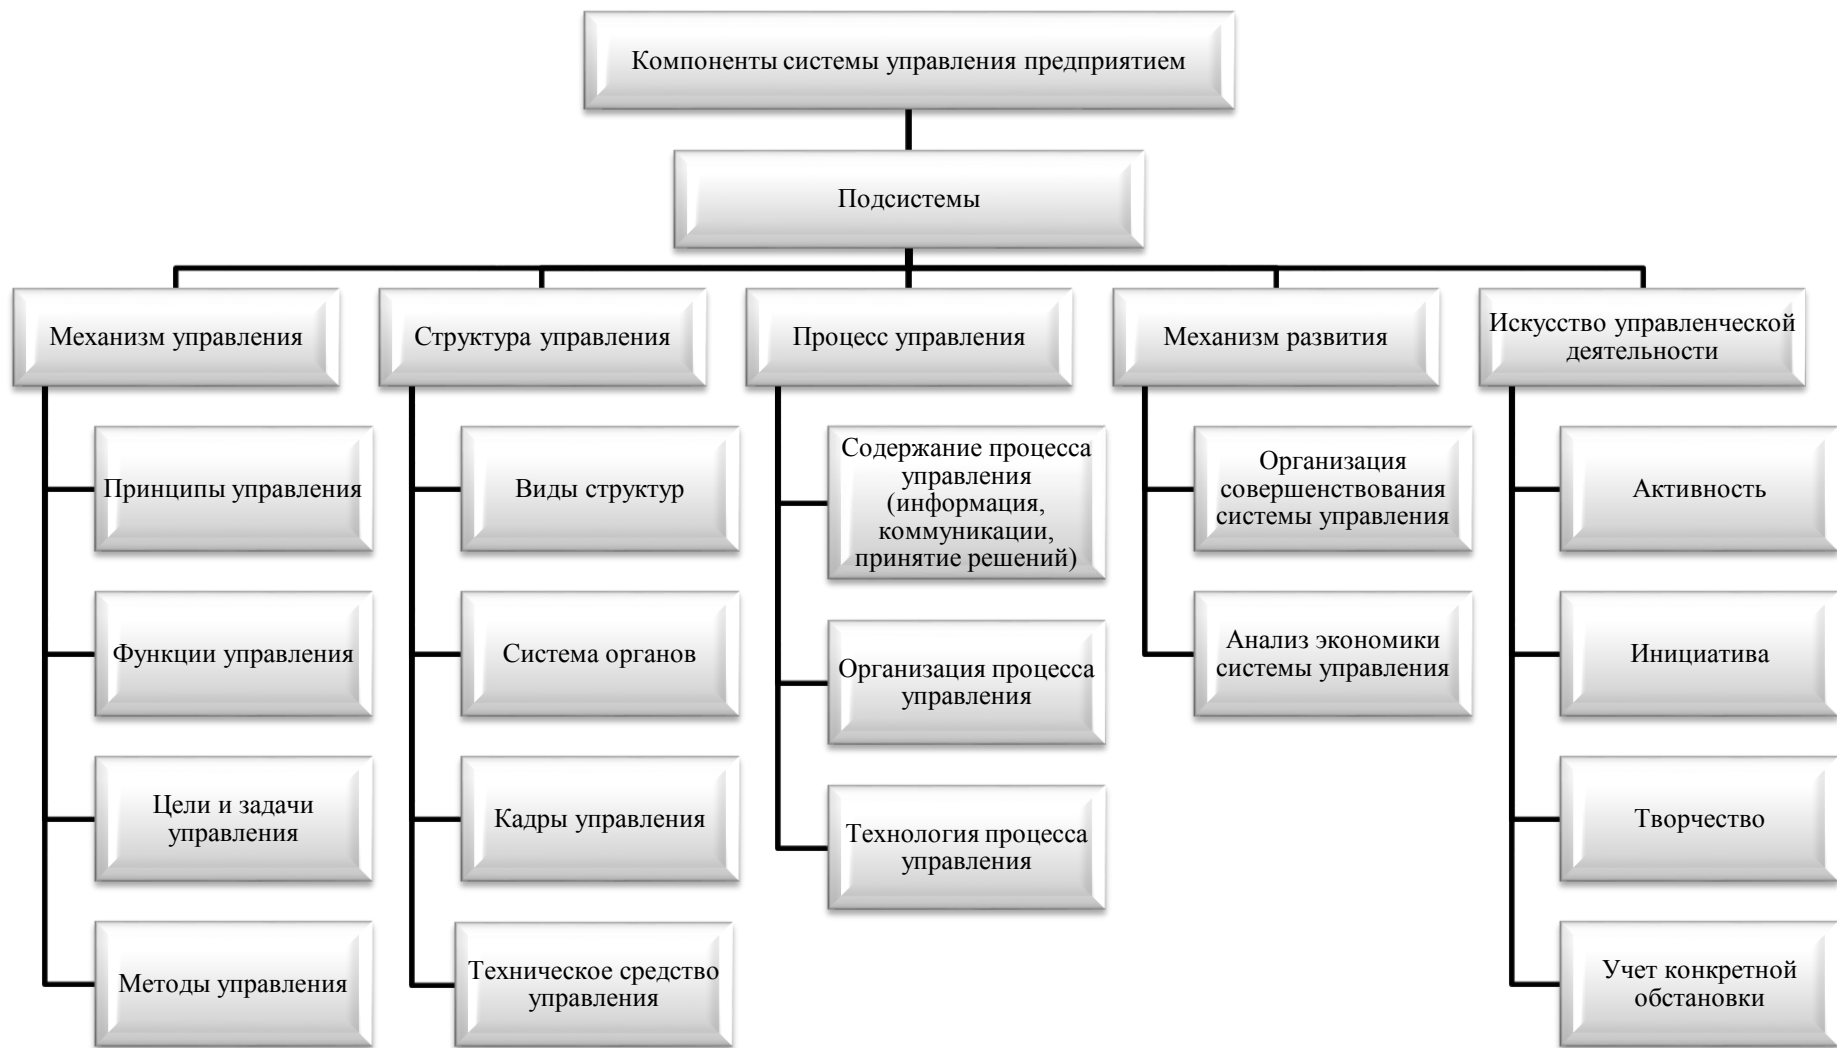 Компоненты системы управления предприятием
Подсистемы
Механизм управления
Структура управления
Процесс управления
Механизм развития
Искусство управленческой
деятельности
Принципы управления
Функции управления
Цели и задачи
управления
Методы управления
Виды структур
Система органов
Кадры управления
Техническое средство
управления
Содержание процесса
управления
(информация,
коммуникации,
принятие решений)
Организация процесса
управления
Технология процесса
управления
Организация
совершенствования
системы управления
Анализ экономики
системы управления
Активность
Инициатива
Творчество
Учет конкретной
обстановки